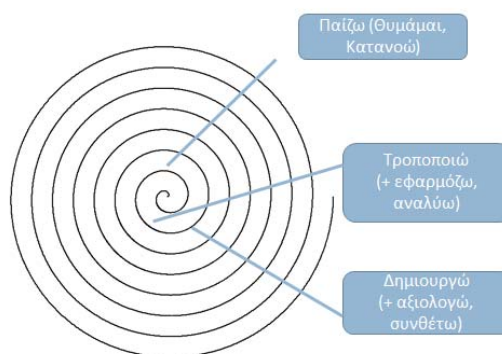 Παίζω (Θυμάμαι,
Κατανοώ)
Τροποποιώ
(+ εφαρμόζω,
αναλύω)
Δημιουργώ
(+ αξιολογώ,
συνθέτω)